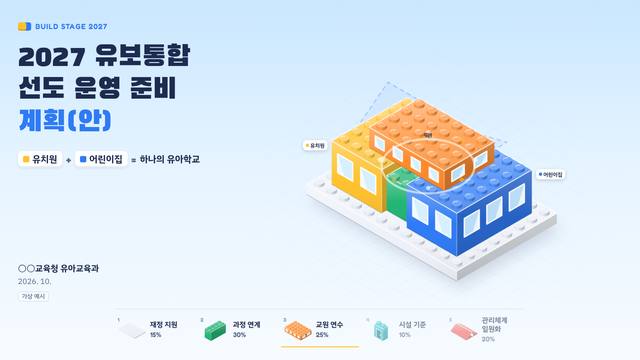 BUILD STAGE 2027
2027 유보통합
선도 운영 준비
계획(안)
유치원 + 어린이집 = 하나의 유아학교
유치원
어린이집
○○교육청 유아교육과
2026. 10.
가상 예시
1 재정 지원 15%
2 과정 연계 30%
3 교원 연수 25%
4 시설 기준 10%
5 관리체계 일원화 20%